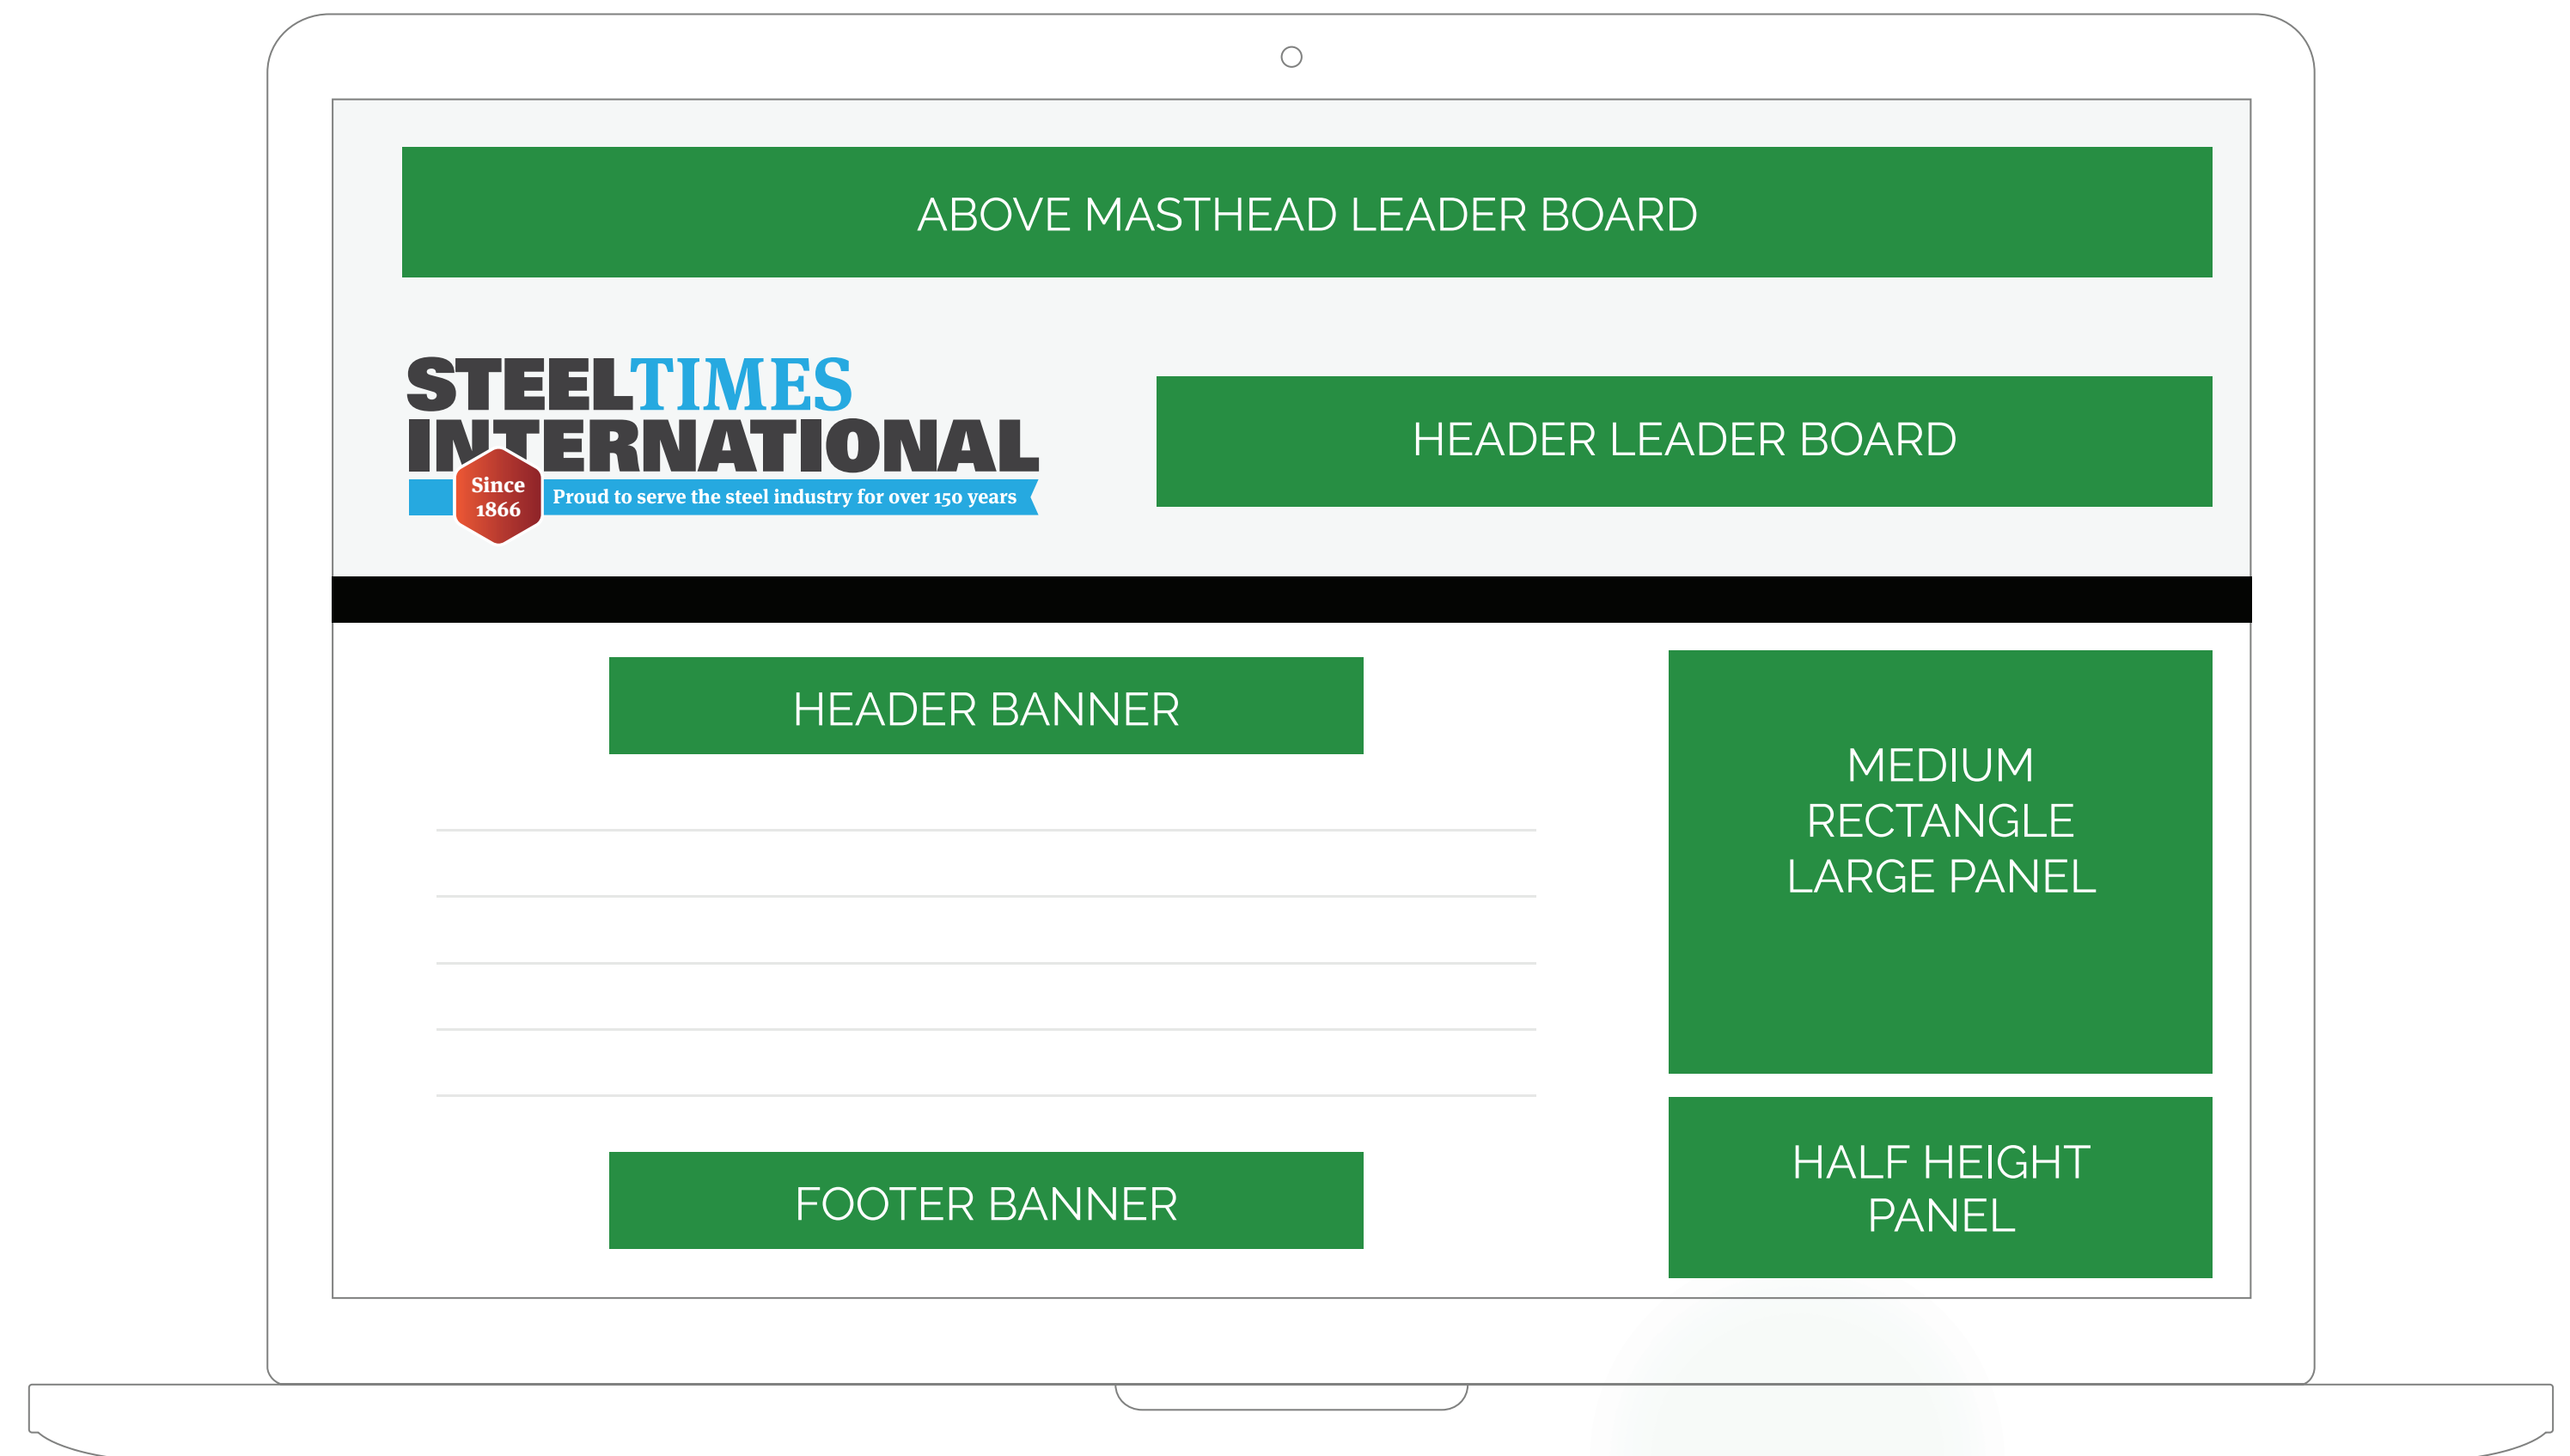 ABOVE MASTHEAD LEADER BOARD
STEELTIMES
INTERNATIONAL
Since
1866
Proud to serve the steel industry for over 150 years
HEADER LEADER BOARD
HEADER BANNER
MEDIUM
RECTANGLE
LARGE PANEL
FOOTER BANNER
HALF HEIGHT
PANEL